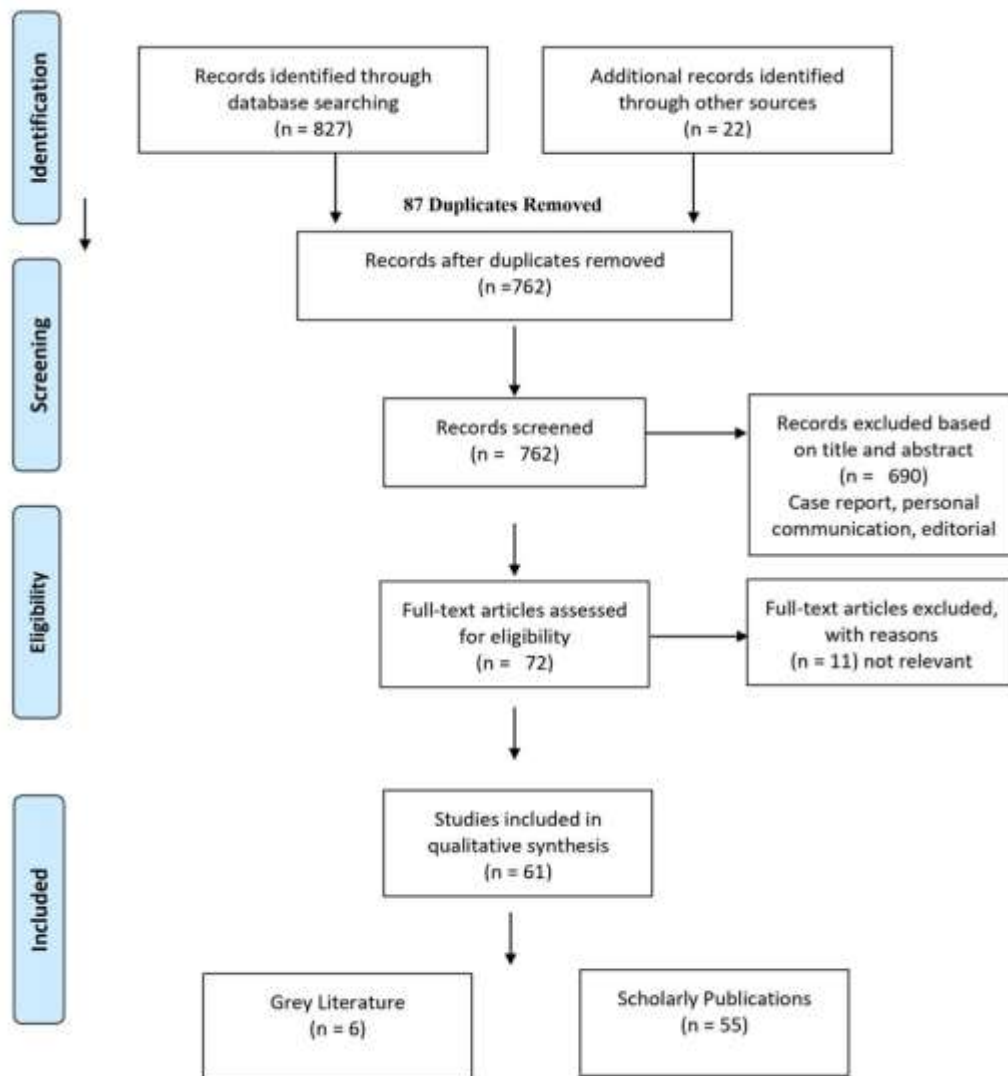 Identification
Records identified through
database searching
(n = 827)
Additional records identified
through other sources
(n = 22)
87 Duplicates Removed
Records after duplicates removed
(n =762)
Screening
Records screened
(n = 762)
Records excluded based
on title and abstract
(n = 690)
Case report, personal
communication, editorial
Eligibility
Full-text articles assessed
for eligibility
(n = 72)
Full-text articles excluded,
with reasons
(n = 11) not relevant
Included
Studies included in
qualitative synthesis
(n = 61)
Grey Literature
(n = 6)
Scholarly Publications
(n = 55)